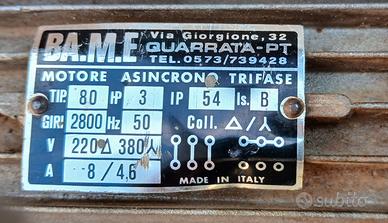 BA.M.E
Via Giorgione, 32
QUARRATA-PT
TEL. 0573/739428
MOTORE ASINCRONO TRIFASE
TIP. 80 HP 3 IP 54 Is. B
GIRI 2800 Hz 50 Coll. Δ/⅄
V 220Δ 380⅄
A 8/4,6
MADE IN ITALY
subito